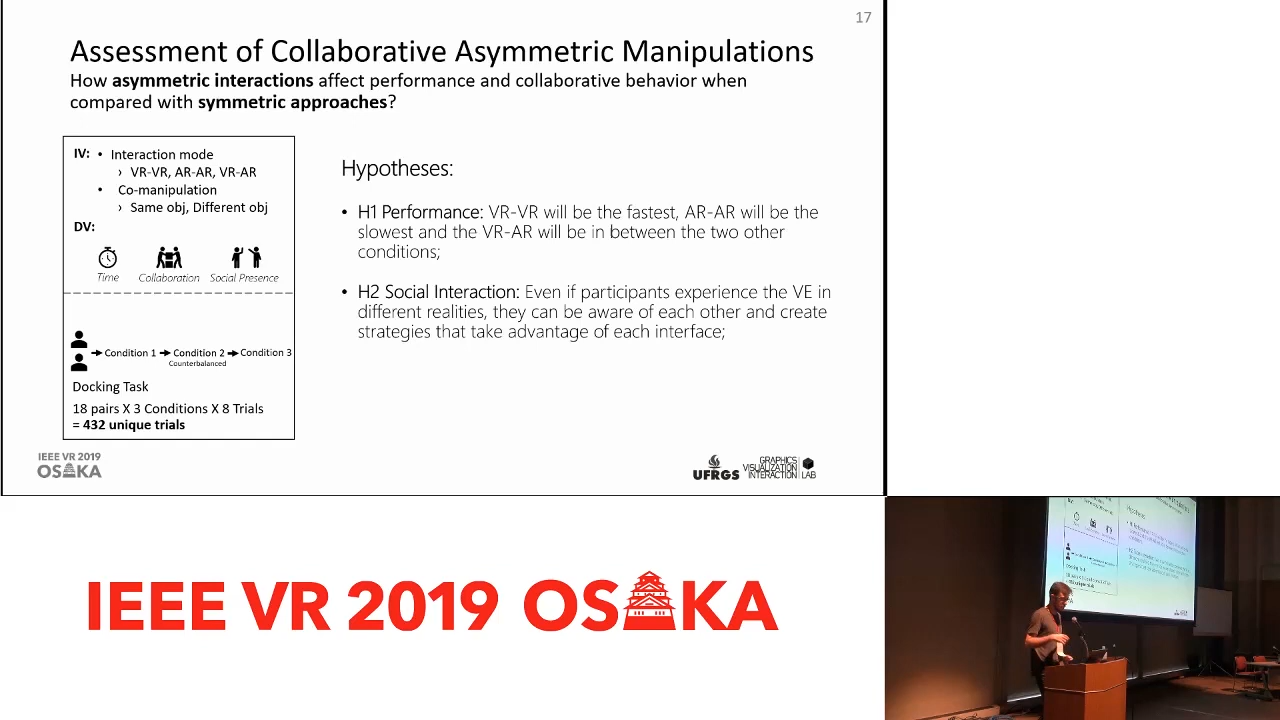 17
Assessment of Collaborative Asymmetric Manipulations
How asymmetric interactions affect performance and collaborative behavior when
compared with symmetric approaches?
IV: • Interaction mode
› VR-VR, AR-AR, VR-AR
• Co-manipulation
› Same obj, Different obj
DV:
Time Collaboration Social Presence
Condition 1 Condition 2 Condition 3
Counterbalanced
Docking Task
18 pairs X 3 Conditions X 8 Trials
= 432 unique trials
Hypotheses:
• H1 Performance: VR-VR will be the fastest, AR-AR will be the
slowest and the VR-AR will be in between the two other
conditions;
• H2 Social Interaction: Even if participants experience the VE in
different realities, they can be aware of each other and create
strategies that take advantage of each interface;
IEEE VR 2019
OSAKA
UFRGS
GRAPHICS
VISUALIZATION
INTERACTION LAB
IEEE VR 2019 OSAKA
Hypotheses: